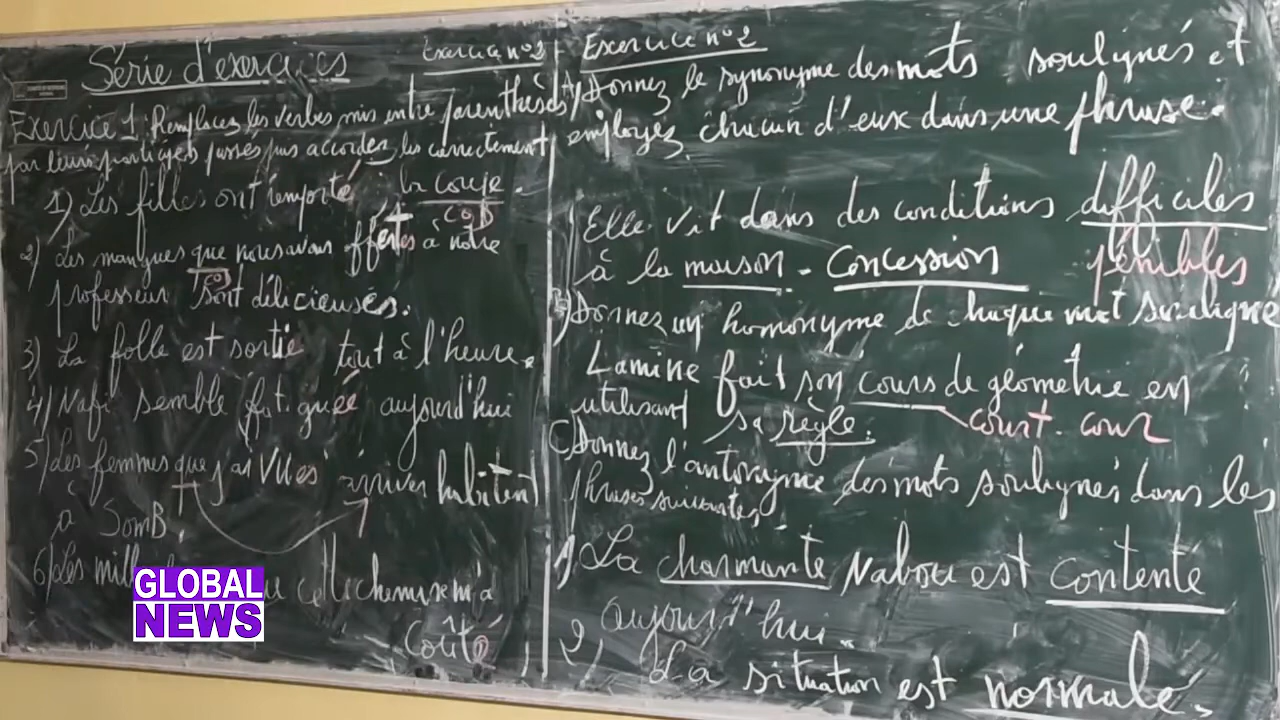 Série d'exercices
Exercice n°2
Exercice 1: Remplacez les verbes mis entre parenthèses
par leurs participes passés puis accordez les correctement
1) Les filles ont emporté la coupe.
COD
2) Les mangues que nous avons offertes à notre
COD
professeur sont délicieuses.
3) La folle est sortie tout à l'heure.
4) Nafi semble fatiguée aujourd'hui
5) Les femmes que j'ai vues arriver habitent
à SomB.
6) Les cette chemise m'a
coûté
Exercice n°2
A) Donnez le synonyme des mots soulignés et
employez chacun d'eux dans une phrase.
Elle vit dans des conditions difficiles
à la maison. Concession pénibles
B) Donnez un homonyme de chaque mot souligné
Lamine fait son cours de géométrie en
utilisant sa règle. court. cour
C) Donnez l'antonyme des mots soulignés dans les
phrases suivantes,
1) La charmante Nabou est contente
aujourd'hui.
2) La situation est normale.
GLOBAL
NEWS